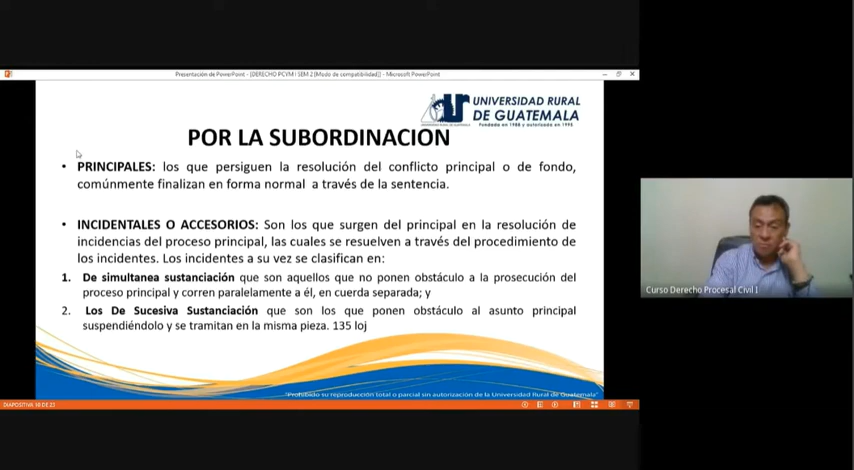 Presentación de PowerPoint - [DERECHO PCYM I SEM 2 [Modo de compatibilidad]] - Microsoft PowerPoint
UNIVERSIDAD RURAL
DE GUATEMALA
Fundada en 1988 y autorizada en 1995
POR LA SUBORDINACION
• PRINCIPALES: los que persiguen la resolución del conflicto principal o de fondo,
comúnmente finalizan en forma normal a través de la sentencia.
• INCIDENTALES O ACCESORIOS: Son los que surgen del principal en la resolución de
incidencias del proceso principal, las cuales se resuelven a través del procedimiento de
los incidentes. Los incidentes a su vez se clasifican en:
1. De simultanea sustanciación que son aquellos que no ponen obstáculo a la prosecución del
proceso principal y corren paralelamente a él, en cuerda separada; y
2. Los De Sucesiva Sustanciación que son los que ponen obstáculo al asunto principal
suspendiéndolo y se tramitan en la misma pieza. 135 loj
"Prohibido su reproducción total o parcial sin autorización de la Universidad Rural de Guatemala"
DIAPOSITIVA 18 DE 23
Curso Derecho Procesal Civil I